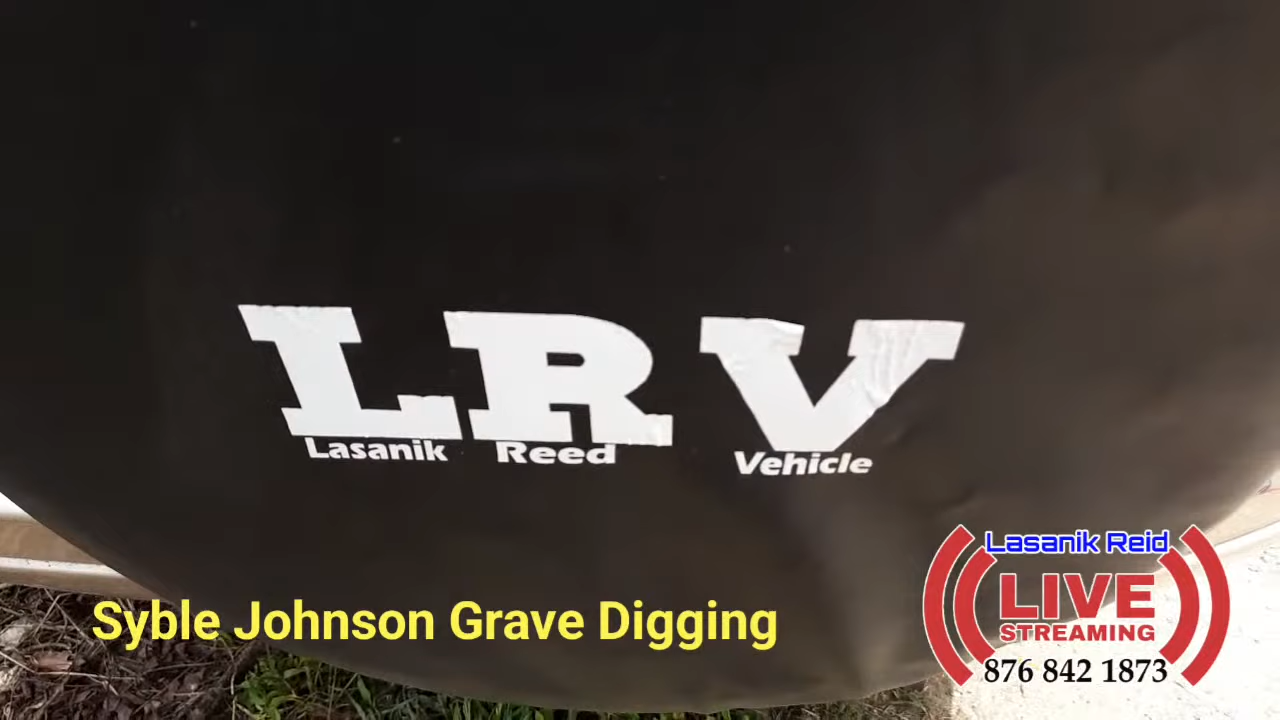 LRV
Lasanik Reed Vehicle
Syble Johnson Grave Digging
Lasanik Reid
LIVE
STREAMING
876 842 1873